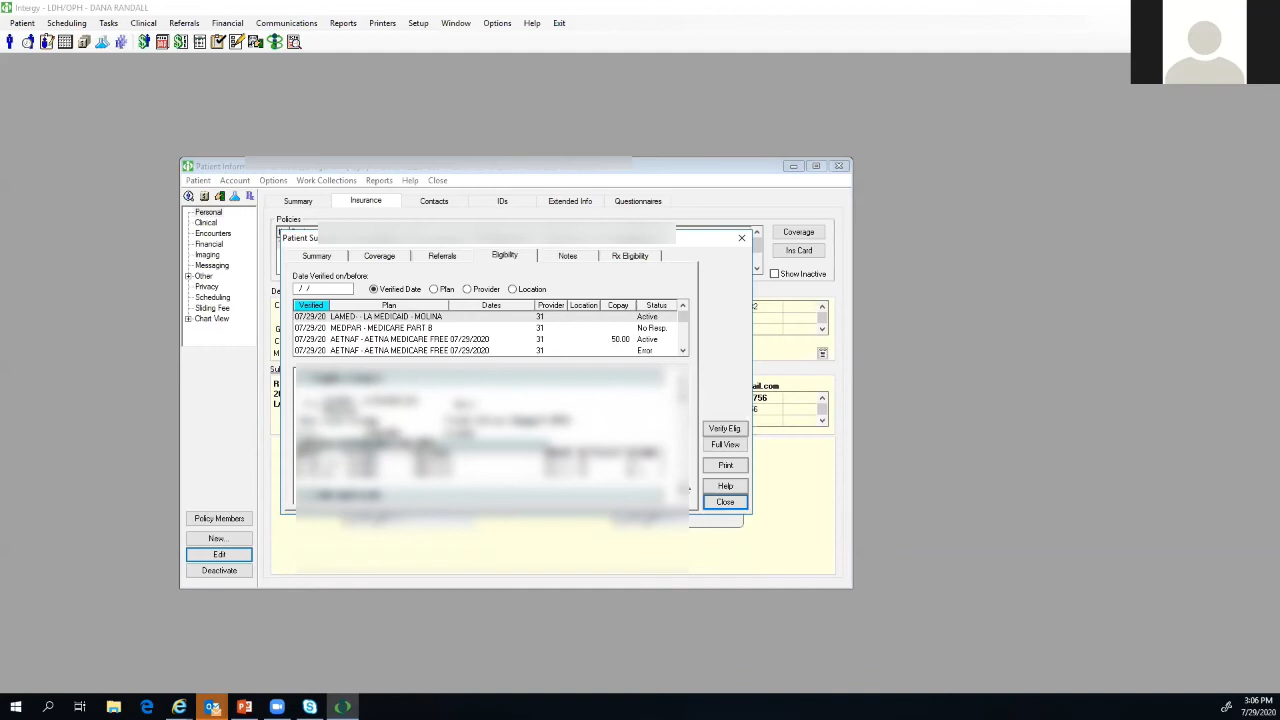 Intergy - LDH/OPH - DANA RANDALL
Patient Scheduling Tasks Clinical Referrals Financial Communications Reports Printers Setup Window Options Help Exit
Patient Inform
Patient Account Options Work Collections Reports Help Close
Summary Insurance Contacts IDs Extended Info Questionnaires
Personal
Clinical
Encounters
Financial
Imaging
Messaging
Other
Privacy
Scheduling
Sliding Fee
Chart View
Policies
Coverage
Ins Card
Show Inactive
Patient Su
Summary Coverage Referrals Eligibility Notes Rx Eligibility
Date Verified on/before:
/ /
Verified Date Plan Provider Location
Verified Plan Dates Provider Location Copay Status
07/29/20 LAMED- - LA MEDICAID - MOLINA 31 Active
07/29/20 MEDPAR - MEDICARE PART B 31 No Resp.
07/29/20 AETNAF - AETNA MEDICARE FREE 07/29/2020 31 50.00 Active
07/29/20 AETNAF - AETNA MEDICARE FREE 07/29/2020 31 Error
ail.com
756
Verify Elig
Full View
Print
Help
Close
Policy Members
New...
Edit
Deactivate
3:06 PM
7/29/2020